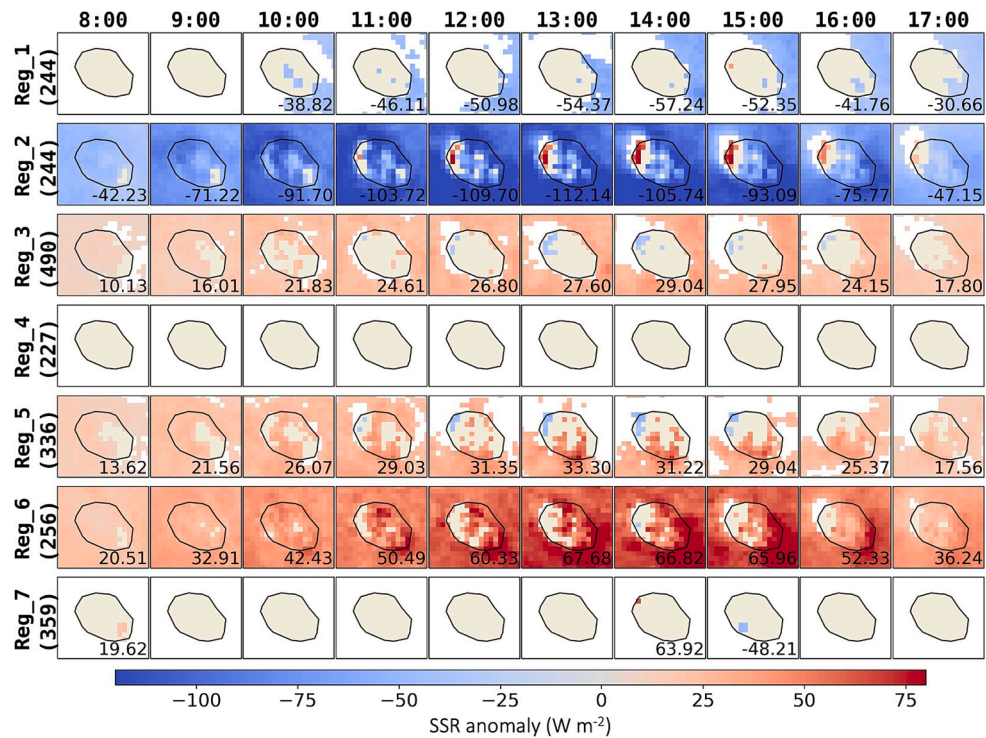 8:00 9:00 10:00 11:00 12:00 13:00 14:00 15:00 16:00 17:00
Reg_1
(244)
-38.82 -46.11 -50.98 -54.37 -57.24 -52.35 -41.76 -30.66
Reg_2
(244)
-42.23 -71.22 -91.70 -103.72 -109.70 -112.14 -105.74 -93.09 -75.77 -47.15
Reg_3
(490)
10.13 16.01 21.83 24.61 26.80 27.60 29.04 27.95 24.15 17.80
Reg_4
(227)
Reg_5
(336)
13.62 21.56 26.07 29.03 31.35 33.30 31.22 29.04 25.37 17.56
Reg_6
(256)
20.51 32.91 42.43 50.49 60.33 67.68 66.82 65.96 52.33 36.24
Reg_7
(359)
19.62 63.92 -48.21
−100 −75 −50 −25 0 25 50 75
SSR anomaly (W m⁻²)